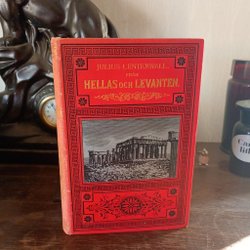 JULIUS CENTERWALL.
FRÅN
HELLAS OCH LEVANTEN.